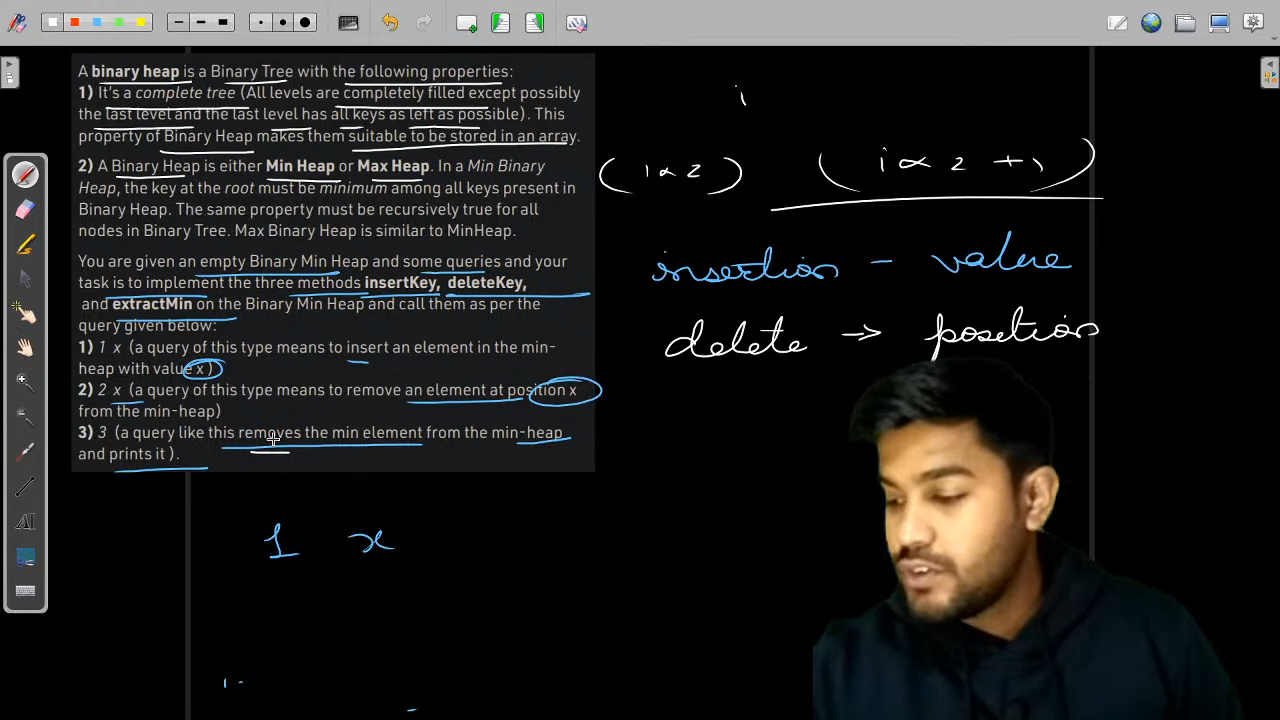 A binary heap is a Binary Tree with the following properties:
1) It's a complete tree (All levels are completely filled except possibly
the last level and the last level has all keys as left as possible). This
property of Binary Heap makes them suitable to be stored in an array.
2) A Binary Heap is either Min Heap or Max Heap. In a Min Binary
Heap, the key at the root must be minimum among all keys present in
Binary Heap. The same property must be recursively true for all
nodes in Binary Tree. Max Binary Heap is similar to MinHeap.
You are given an empty Binary Min Heap and some queries and your
task is to implement the three methods insertKey, deleteKey,
and extractMin on the Binary Min Heap and call them as per the
query given below:
1) 1 x (a query of this type means to insert an element in the min-
heap with value x )
2) 2 x (a query of this type means to remove an element at position x
from the min-heap)
3) 3 (a query like this removes the min element from the min-heap
and prints it ).
1 x
i
(i*2) (i*2+1)
insertion - value
delete → position